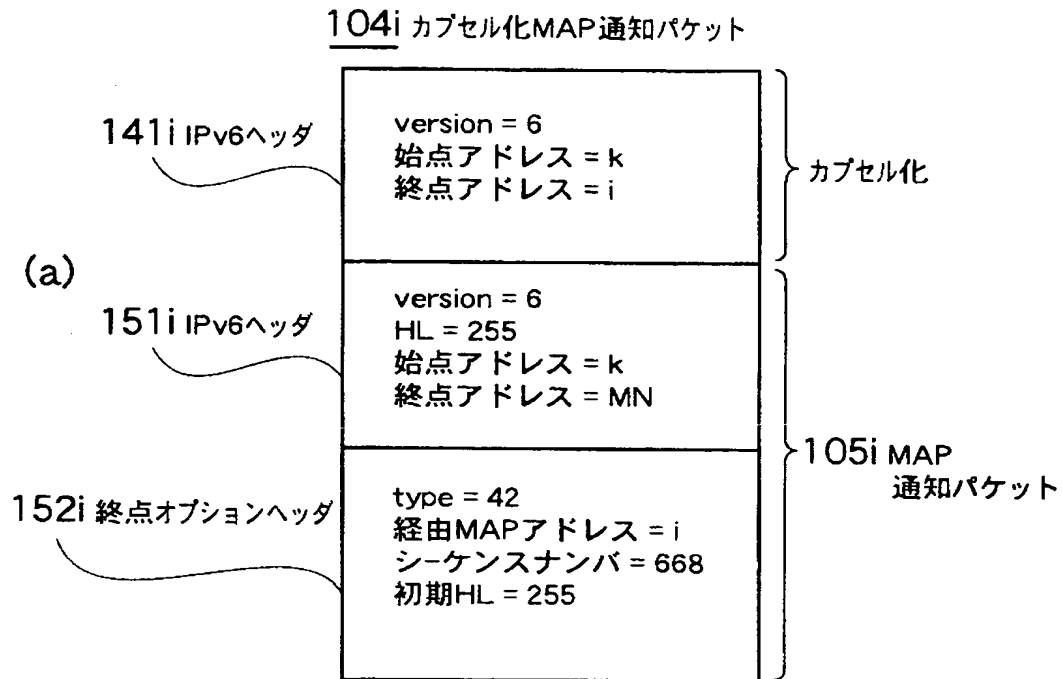 104i カプセル化MAP通知パケット
141i IPv6ヘッダ
version = 6
始点アドレス = k
終点アドレス = i
カプセル化
(a)
151i IPv6ヘッダ
version = 6
HL = 255
始点アドレス = k
終点アドレス = MN
105i MAP
通知パケット
152i 終点オプションヘッダ
type = 42
経由MAPアドレス = i
シーケンスナンバ = 668
初期HL = 255